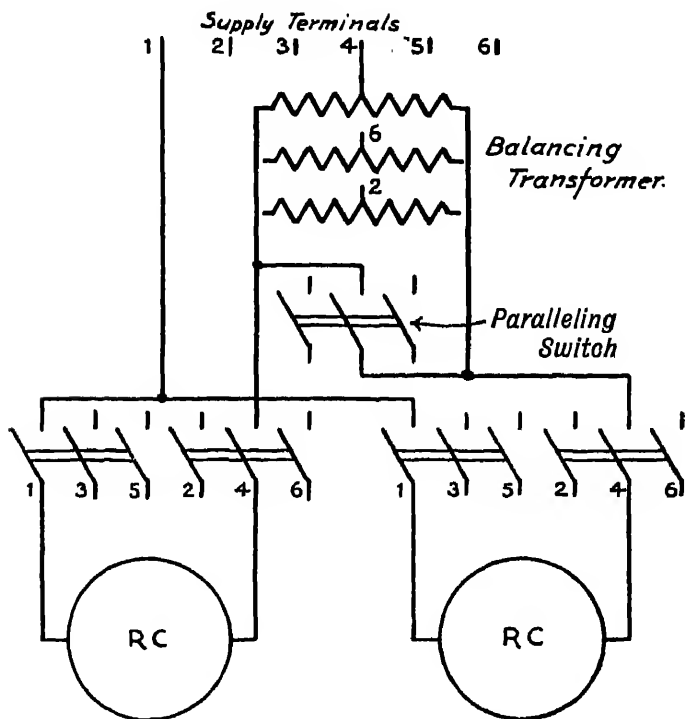 Supply Terminals
1 2 3 4 5 6
6
Balancing
Transformer.
2
Paralleling
Switch
1 3 5 2 4 6 1 3 5 2 4 6
RC RC